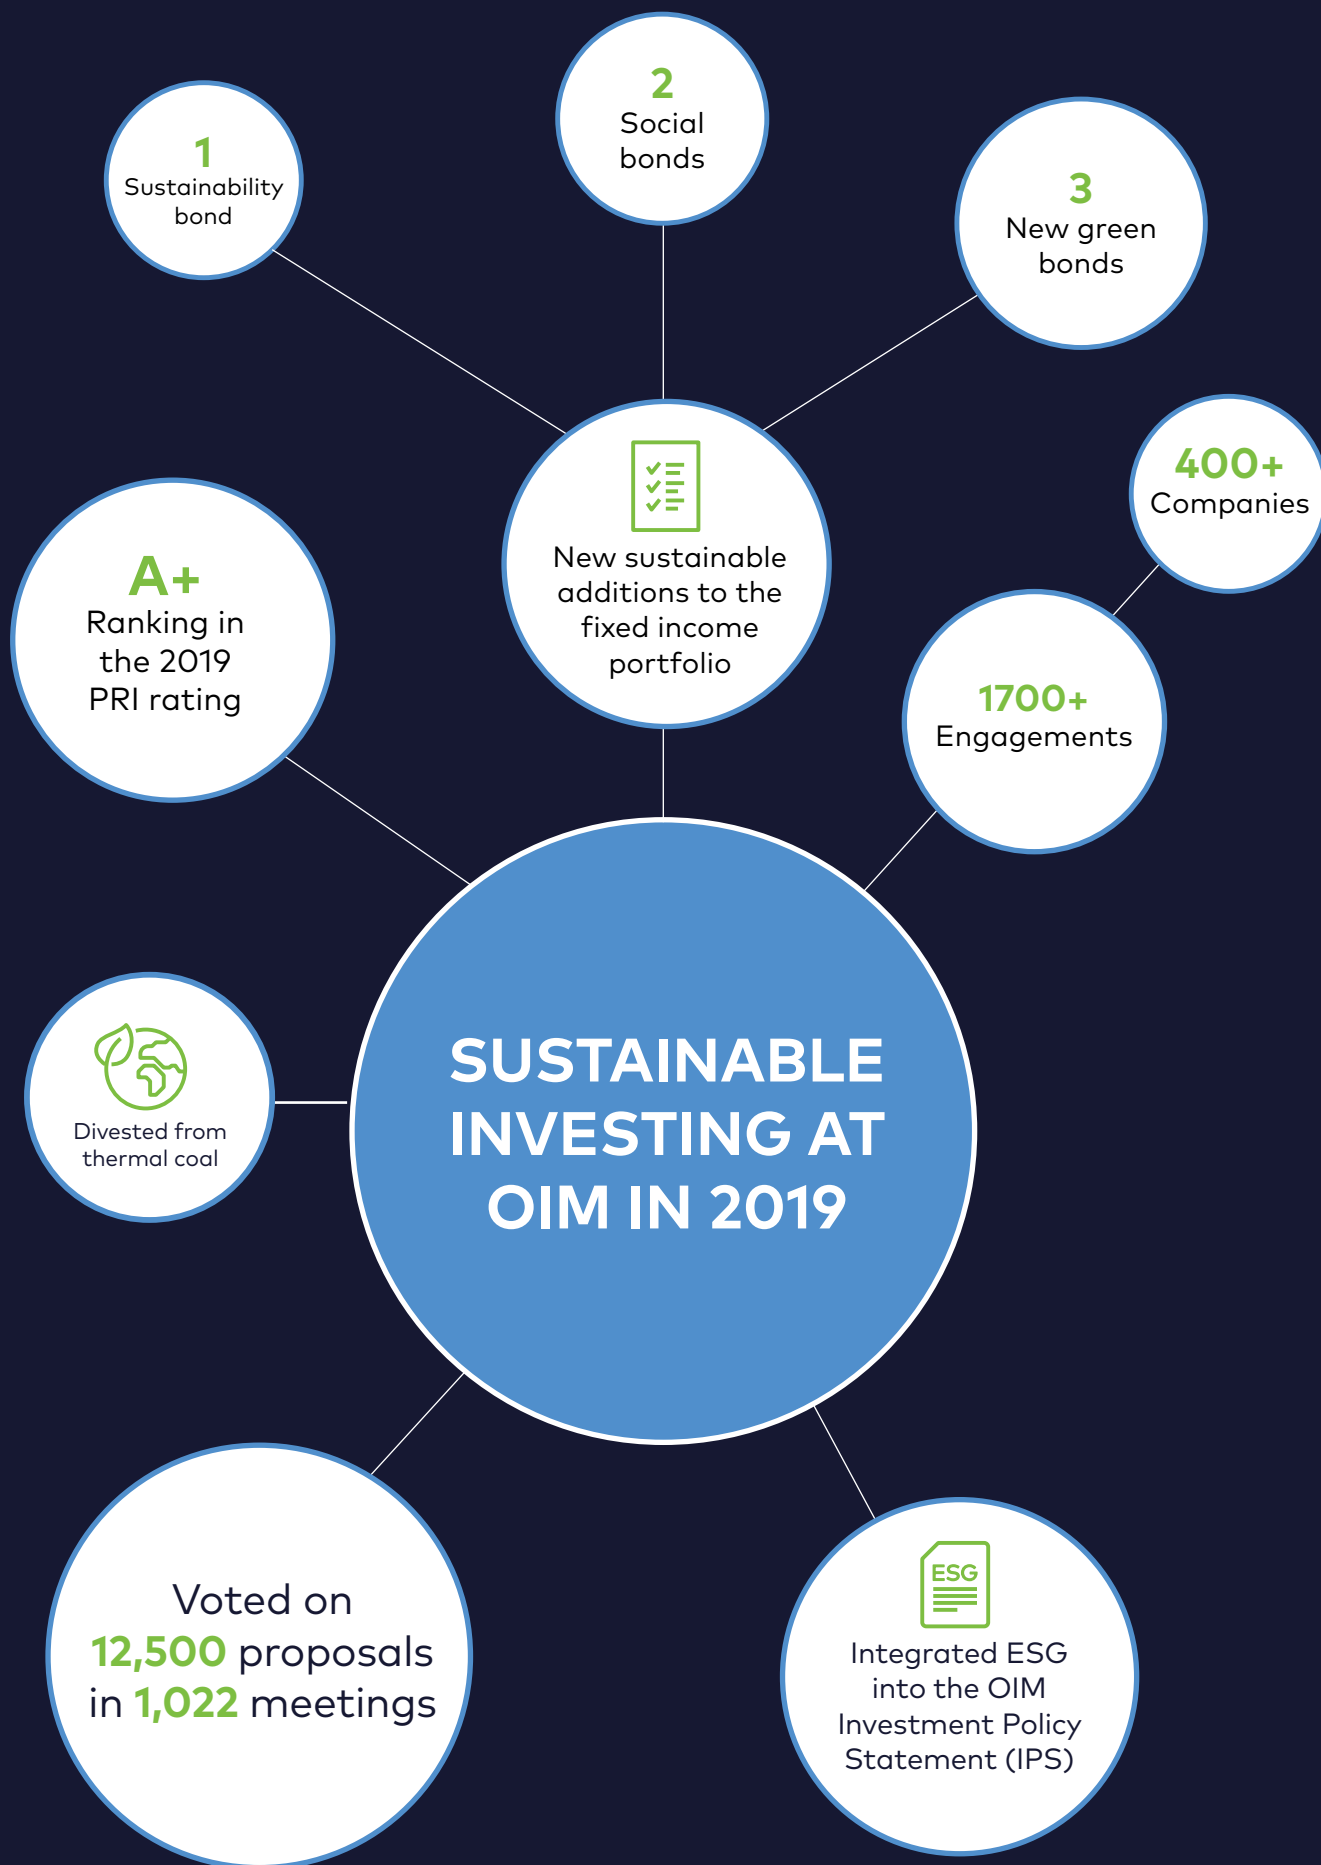 1
Sustainability
bond
2
Social
bonds
3
New green
bonds
400+
Companies
New sustainable
additions to the
fixed income
portfolio
A+
Ranking in
the 2019
PRI rating
1700+
Engagements
SUSTAINABLE
INVESTING AT
OIM IN 2019
Divested from
thermal coal
Voted on
12,500 proposals
in 1,022 meetings
ESG
Integrated ESG
into the OIM
Investment Policy
Statement (IPS)